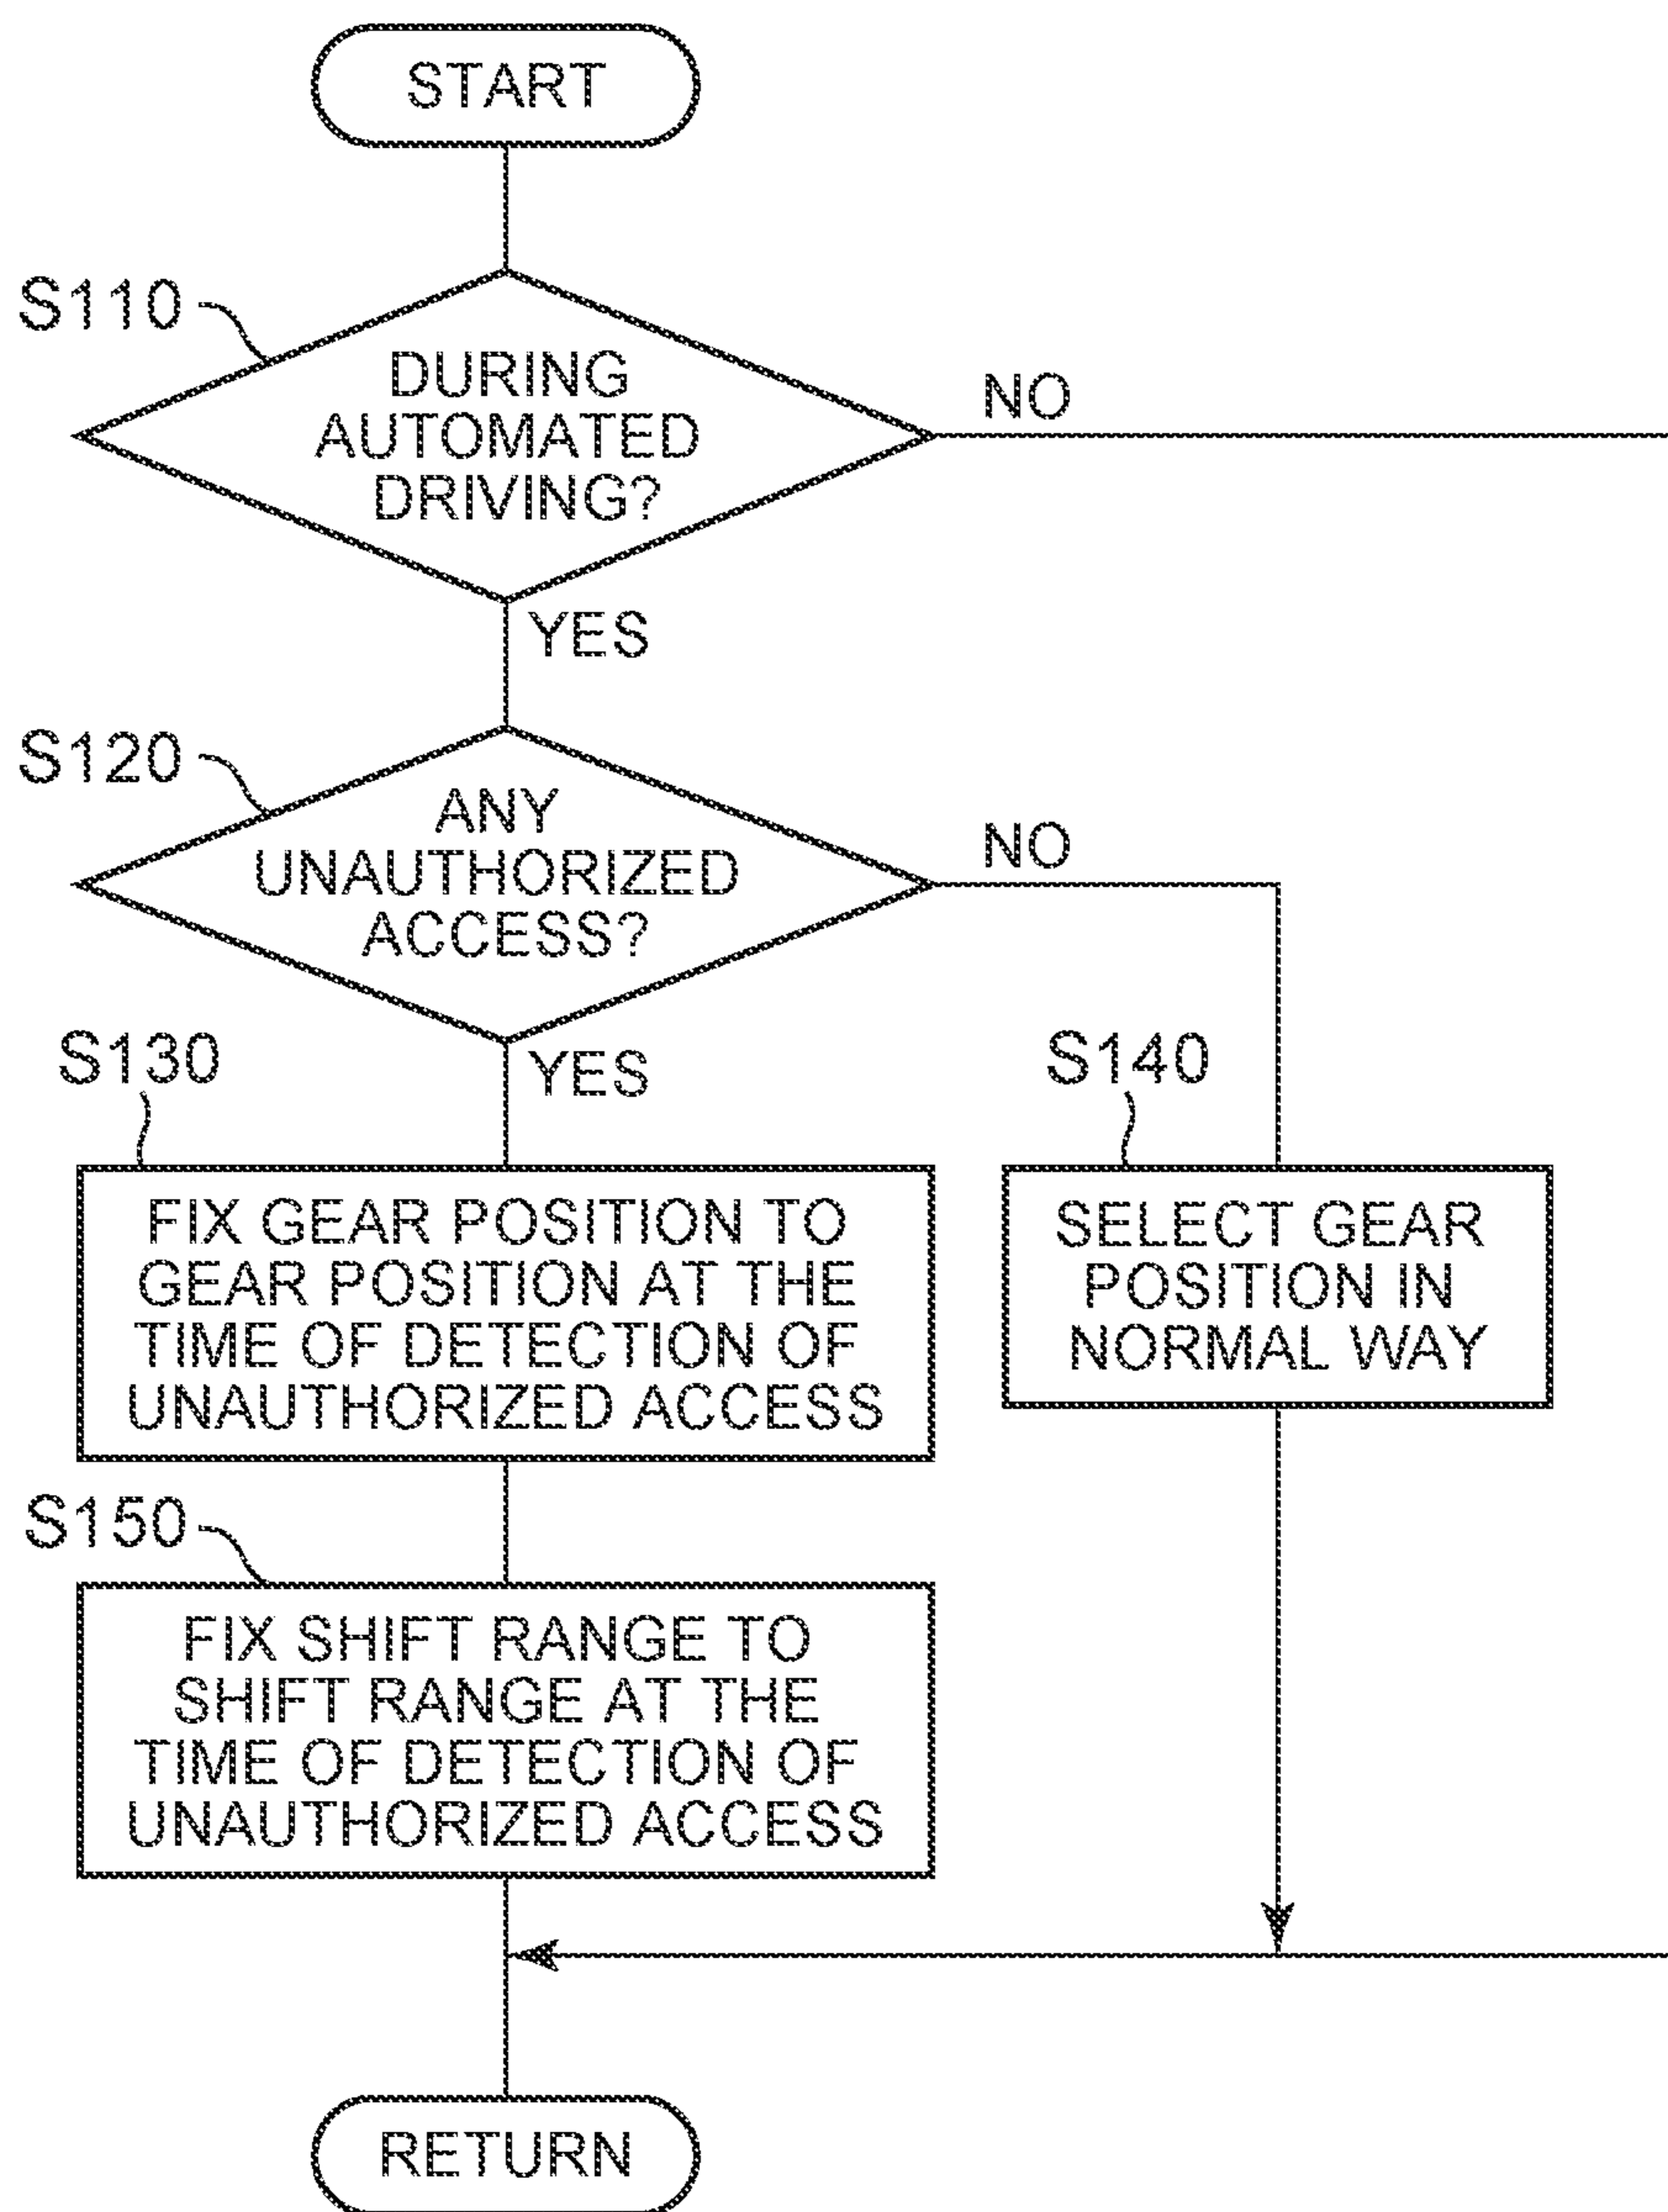 START
S110
DURING
AUTOMATED
DRIVING?
NO
YES
S120
ANY
UNAUTHORIZED
ACCESS?
NO
YES
S130
FIX GEAR POSITION TO
GEAR POSITION AT THE
TIME OF DETECTION OF
UNAUTHORIZED ACCESS
S140
SELECT GEAR
POSITION IN
NORMAL WAY
S150
FIX SHIFT RANGE TO
SHIFT RANGE AT THE
TIME OF DETECTION OF
UNAUTHORIZED ACCESS
RETURN